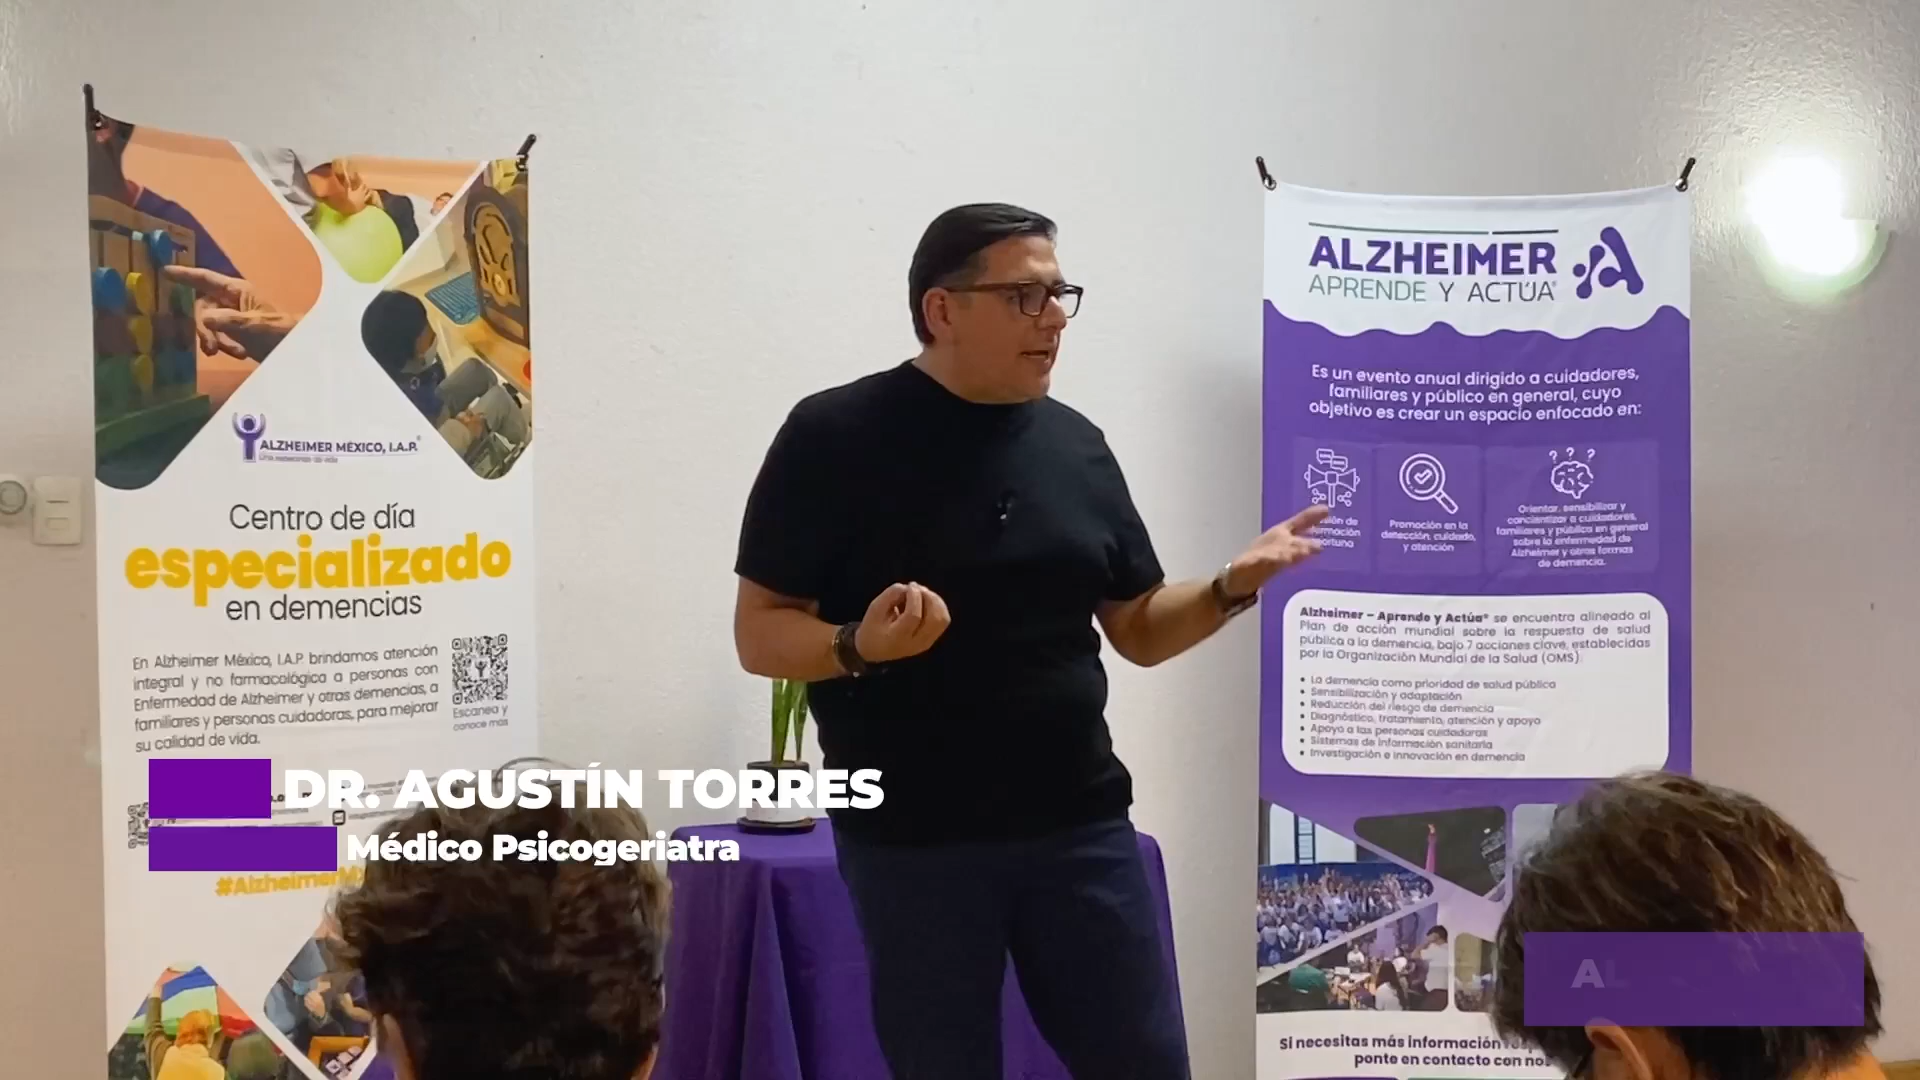 ALZHEIMER MÉXICO, I.A.P.
Centro de día
especializado
en demencias
En Alzheimer México, I.A.P. brindamos atención
integral y no farmacológica a personas con
Enfermedad de Alzheimer y otras demencias, a
familiares y personas cuidadoras, para mejorar
su calidad de vida.
Escanea y
conoce más
DR. AGUSTÍN TORRES
Médico Psicogeriatra
ALZHEIMER
APRENDE Y ACTÚA®
Es un evento anual dirigido a cuidadores,
familiares y público en general, cuyo
objetivo es crear un espacio enfocado en:
Promoción en la
detección, cuidado,
y atención
Orientar, sensibilizar y
concientizar a cuidadores,
familiares y público en general
sobre la enfermedad de
Alzheimer y otras formas
de demencia.
Alzheimer – Aprende y Actúa® se encuentra alineado al
Plan de acción mundial sobre la respuesta de salud
pública a la demencia, bajo 7 acciones clave, establecidas
por la Organización Mundial de la Salud (OMS)
• La demencia como prioridad de salud pública
• Sensibilización y adaptación
• Reducción del riesgo de demencia
• Diagnóstico, tratamiento, atención y apoyo
• Apoyo a las personas cuidadoras
• Sistemas de información sanitaria
• Investigación e innovación en demencia
Si necesitas más información
ponte en contacto con
AL